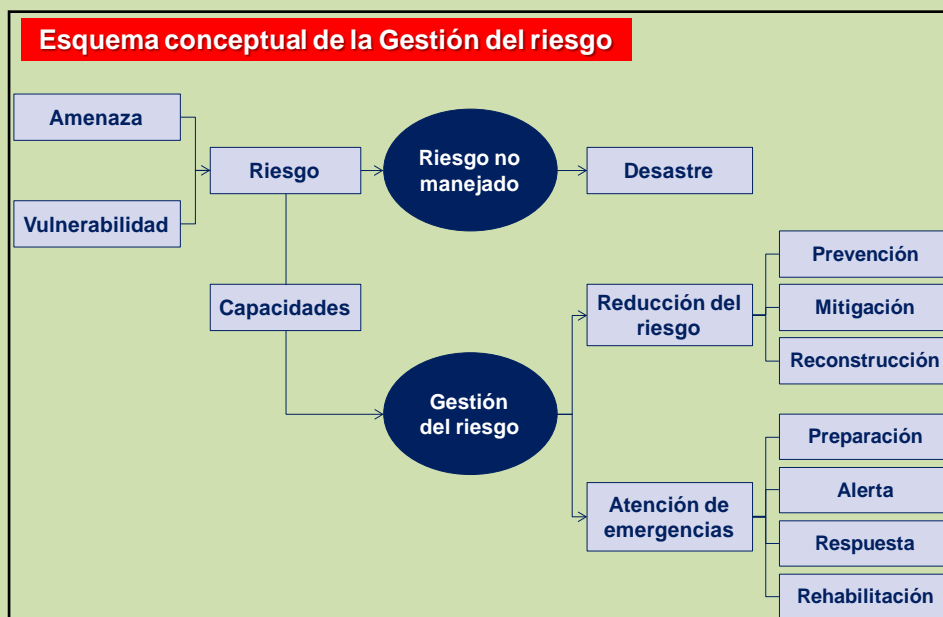 Esquema conceptual de la Gestión del riesgo
Amenaza
Vulnerabilidad
Riesgo
Riesgo no
manejado
Desastre
Capacidades
Gestión
del riesgo
Reducción del
riesgo
Prevención
Mitigación
Reconstrucción
Atención de
emergencias
Preparación
Alerta
Respuesta
Rehabilitación